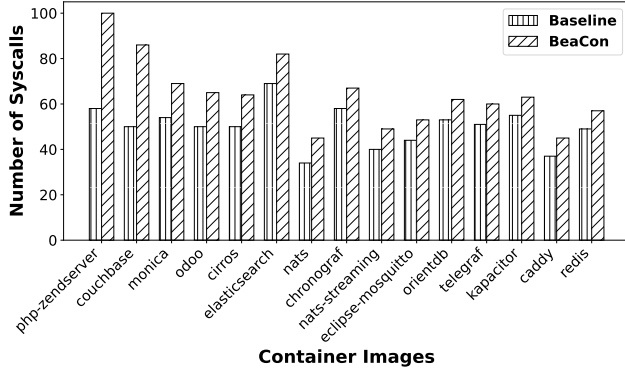 Number of Syscalls
100
80
60
40
20
0
Baseline
BeaCon
php-zendserver
couchbase
monica
odoo
cirros
elasticsearch
nats
chronograf
nats-streaming
eclipse-mosquitto
orientdb
telegraf
kapacitor
caddy
redis
Container Images